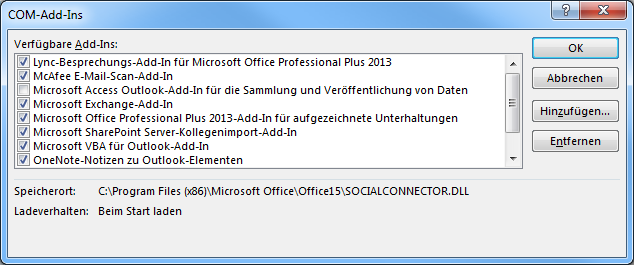 COM-Add-Ins
Verfügbare Add-Ins:
Lync-Besprechungs-Add-In für Microsoft Office Professional Plus 2013
McAfee E-Mail-Scan-Add-In
Microsoft Access Outlook-Add-In für die Sammlung und Veröffentlichung von Daten
Microsoft Exchange-Add-In
Microsoft Office Professional Plus 2013-Add-In für aufgezeichnete Unterhaltungen
Microsoft SharePoint Server-Kollegenimport-Add-In
Microsoft VBA für Outlook-Add-In
OneNote-Notizen zu Outlook-Elementen
OK
Abbrechen
Hinzufügen...
Entfernen
Speicherort: C:\Program Files (x86)\Microsoft Office\Office15\SOCIALCONNECTOR.DLL
Ladeverhalten: Beim Start laden